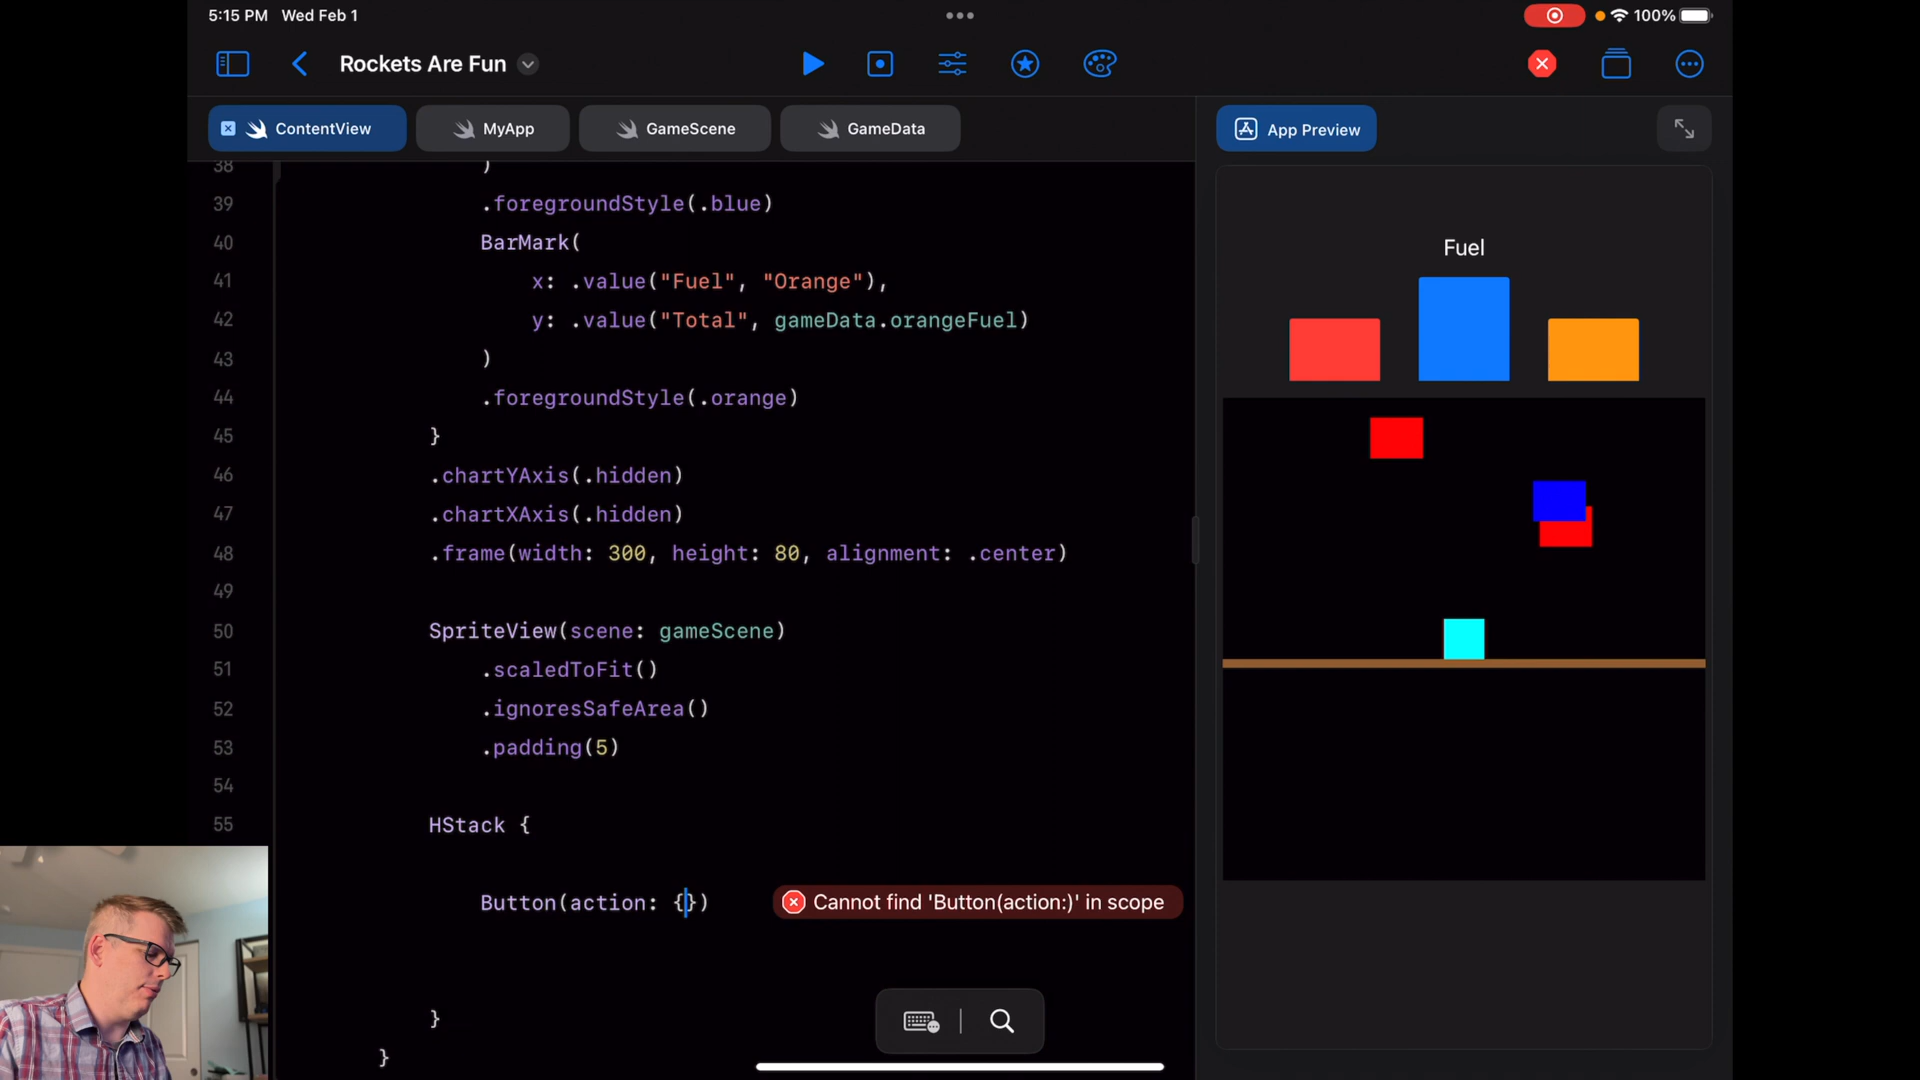 5:15 PM Wed Feb 1
100%
Rockets Are Fun
ContentView
MyApp
GameScene
GameData
App Preview
38 )
39 .foregroundStyle(.blue)
40 BarMark(
41 x: .value("Fuel", "Orange"),
42 y: .value("Total", gameData.orangeFuel)
43 )
44 .foregroundStyle(.orange)
45 }
46 .chartYAxis(.hidden)
47 .chartXAxis(.hidden)
48 .frame(width: 300, height: 80, alignment: .center)
49
50 SpriteView(scene: gameScene)
51 .scaledToFit()
52 .ignoresSafeArea()
53 .padding(5)
54
55 HStack {
Button(action: {})
Cannot find 'Button(action:)' in scope
}
}
Fuel